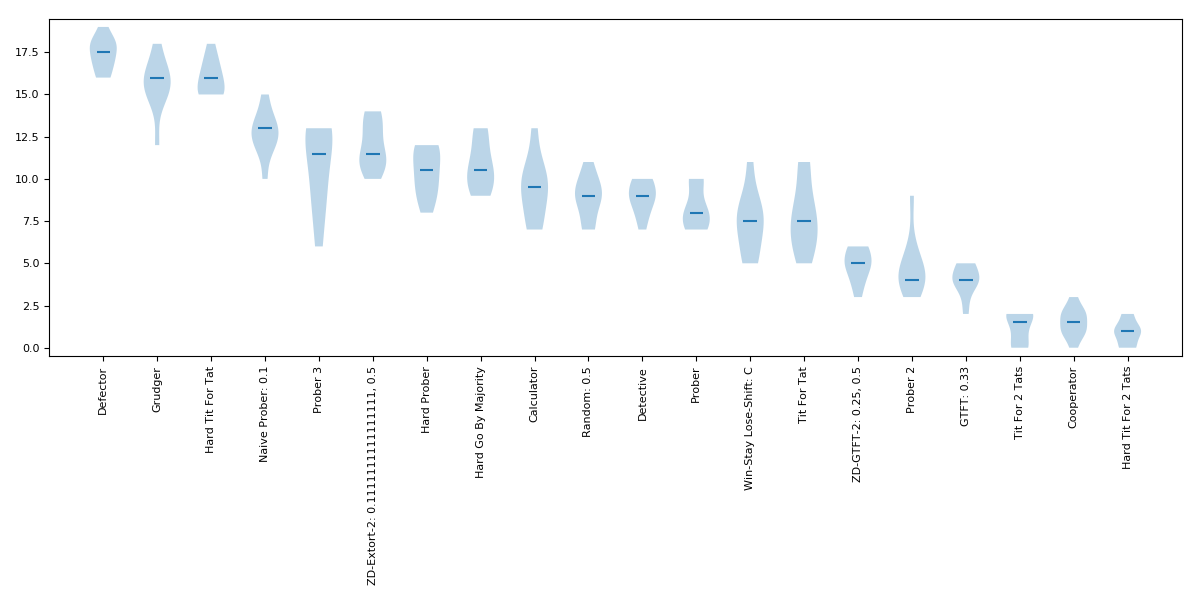 17.5
15.0
12.5
10.0
7.5
5.0
2.5
0.0
Defector
Grudger
Hard Tit For Tat
Naive Prober: 0.1
Prober 3
ZD-Extort-2: 0.1111111111111111, 0.5
Hard Prober
Hard Go By Majority
Calculator
Random: 0.5
Detective
Prober
Win-Stay Lose-Shift: C
Tit For Tat
ZD-GTFT-2: 0.25, 0.5
Prober 2
GTFT: 0.33
Tit For 2 Tats
Cooperator
Hard Tit For 2 Tats